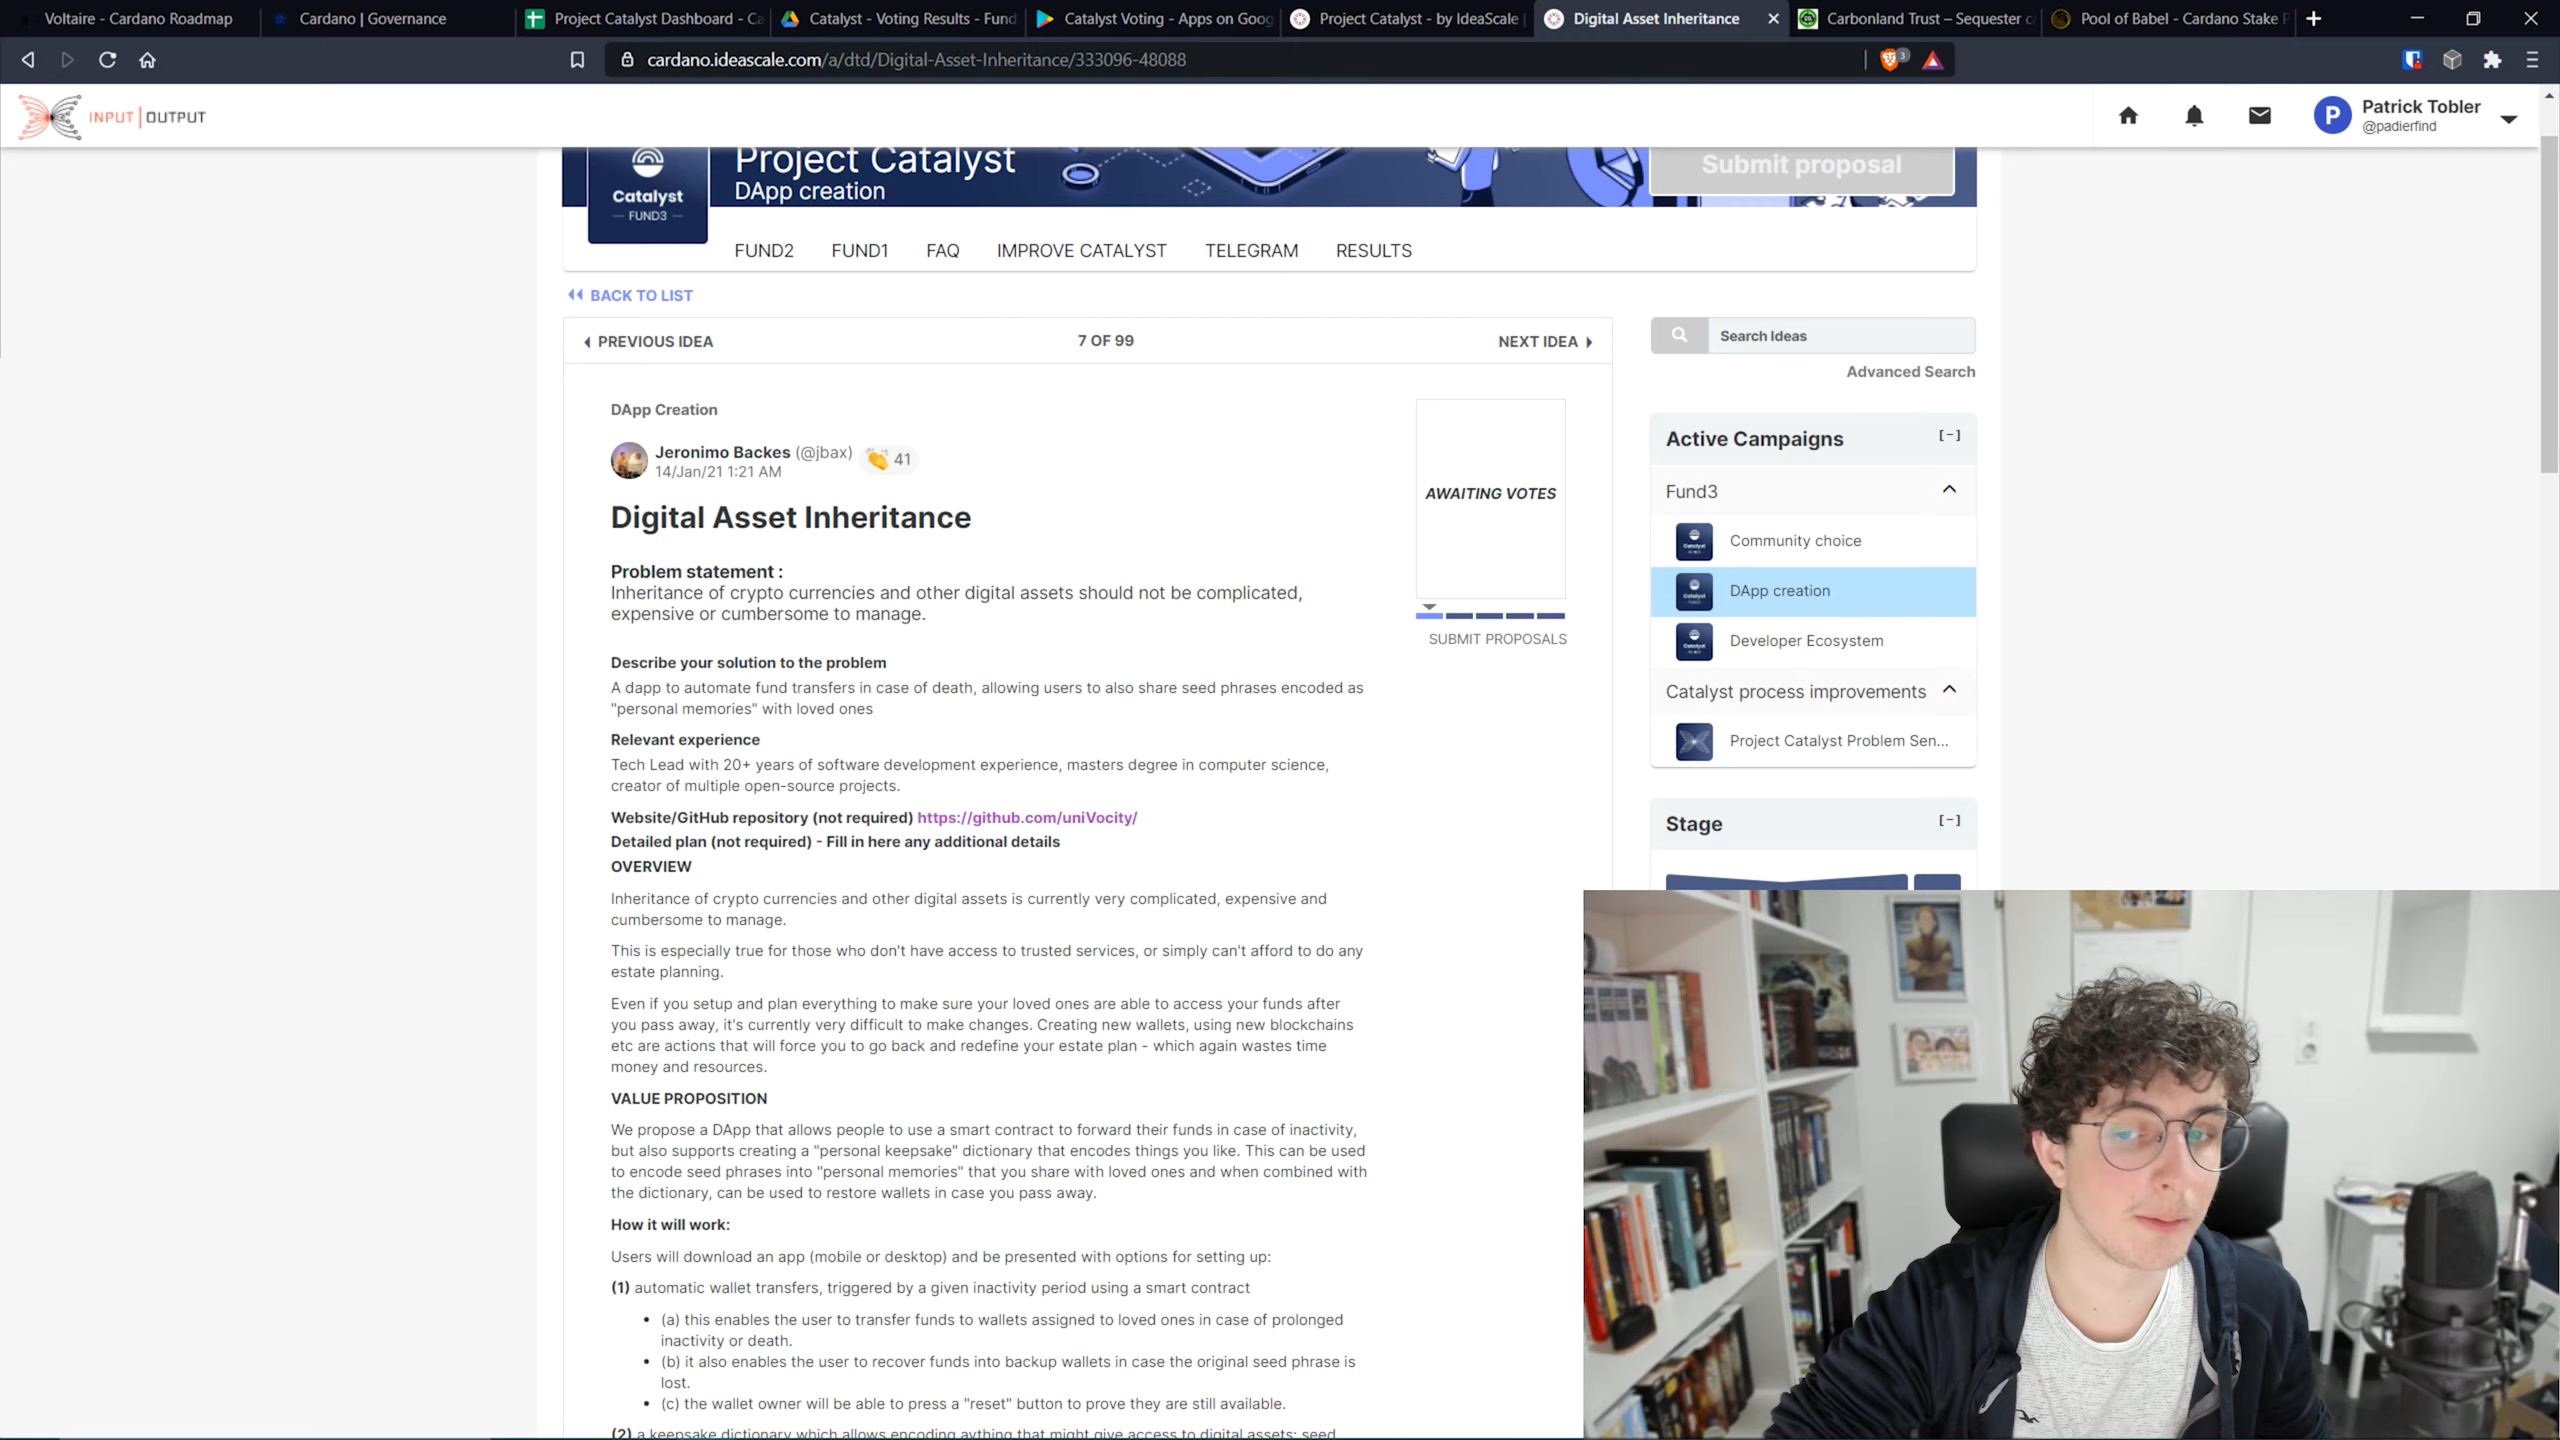 Voltaire - Cardano Roadmap
Cardano | Governance
Project Catalyst Dashboard - Ca
Catalyst - Voting Results - Fund
Catalyst Voting - Apps on Goog
Project Catalyst - by IdeaScale
Digital Asset Inheritance
Carbonland Trust – Sequester c
Pool of Babel - Cardano Stake P
cardano.ideascale.com/a/dtd/Digital-Asset-Inheritance/333096-48088
3
INPUT | OUTPUT
P
Patrick Tobler
@padierfind
Catalyst
— FUND3 —
Project Catalyst
DApp creation
Submit proposal
FUND2 FUND1 FAQ IMPROVE CATALYST TELEGRAM RESULTS
BACK TO LIST
PREVIOUS IDEA
7 OF 99
NEXT IDEA
DApp Creation
Jeronimo Backes (@jbax)
14/Jan/21 1:21 AM
41
Digital Asset Inheritance
AWAITING VOTES
SUBMIT PROPOSALS
Problem statement :
Inheritance of crypto currencies and other digital assets should not be complicated,
expensive or cumbersome to manage.
Describe your solution to the problem
A dapp to automate fund transfers in case of death, allowing users to also share seed phrases encoded as
"personal memories" with loved ones
Relevant experience
Tech Lead with 20+ years of software development experience, masters degree in computer science,
creator of multiple open-source projects.
Website/GitHub repository (not required) https://github.com/uniVocity/
Detailed plan (not required) - Fill in here any additional details
OVERVIEW
Inheritance of crypto currencies and other digital assets is currently very complicated, expensive and
cumbersome to manage.
This is especially true for those who don't have access to trusted services, or simply can't afford to do any
estate planning.
Even if you setup and plan everything to make sure your loved ones are able to access your funds after
you pass away, it's currently very difficult to make changes. Creating new wallets, using new blockchains
etc are actions that will force you to go back and redefine your estate plan - which again wastes time
money and resources.
VALUE PROPOSITION
We propose a DApp that allows people to use a smart contract to forward their funds in case of inactivity,
but also supports creating a "personal keepsake" dictionary that encodes things you like. This can be used
to encode seed phrases into "personal memories" that you share with loved ones and when combined with
the dictionary, can be used to restore wallets in case you pass away.
How it will work:
Users will download an app (mobile or desktop) and be presented with options for setting up:
(1) automatic wallet transfers, triggered by a given inactivity period using a smart contract
• (a) this enables the user to transfer funds to wallets assigned to loved ones in case of prolonged
inactivity or death.
• (b) it also enables the user to recover funds into backup wallets in case the original seed phrase is
lost.
• (c) the wallet owner will be able to press a "reset" button to prove they are still available.
(2) a keepsake dictionary which allows encoding aything that might give access to digital assets: seed
Search Ideas
Advanced Search
Active Campaigns
[-]
Fund3
Community choice
DApp creation
Developer Ecosystem
Catalyst process improvements
Project Catalyst Problem Sen...
Stage
[-]